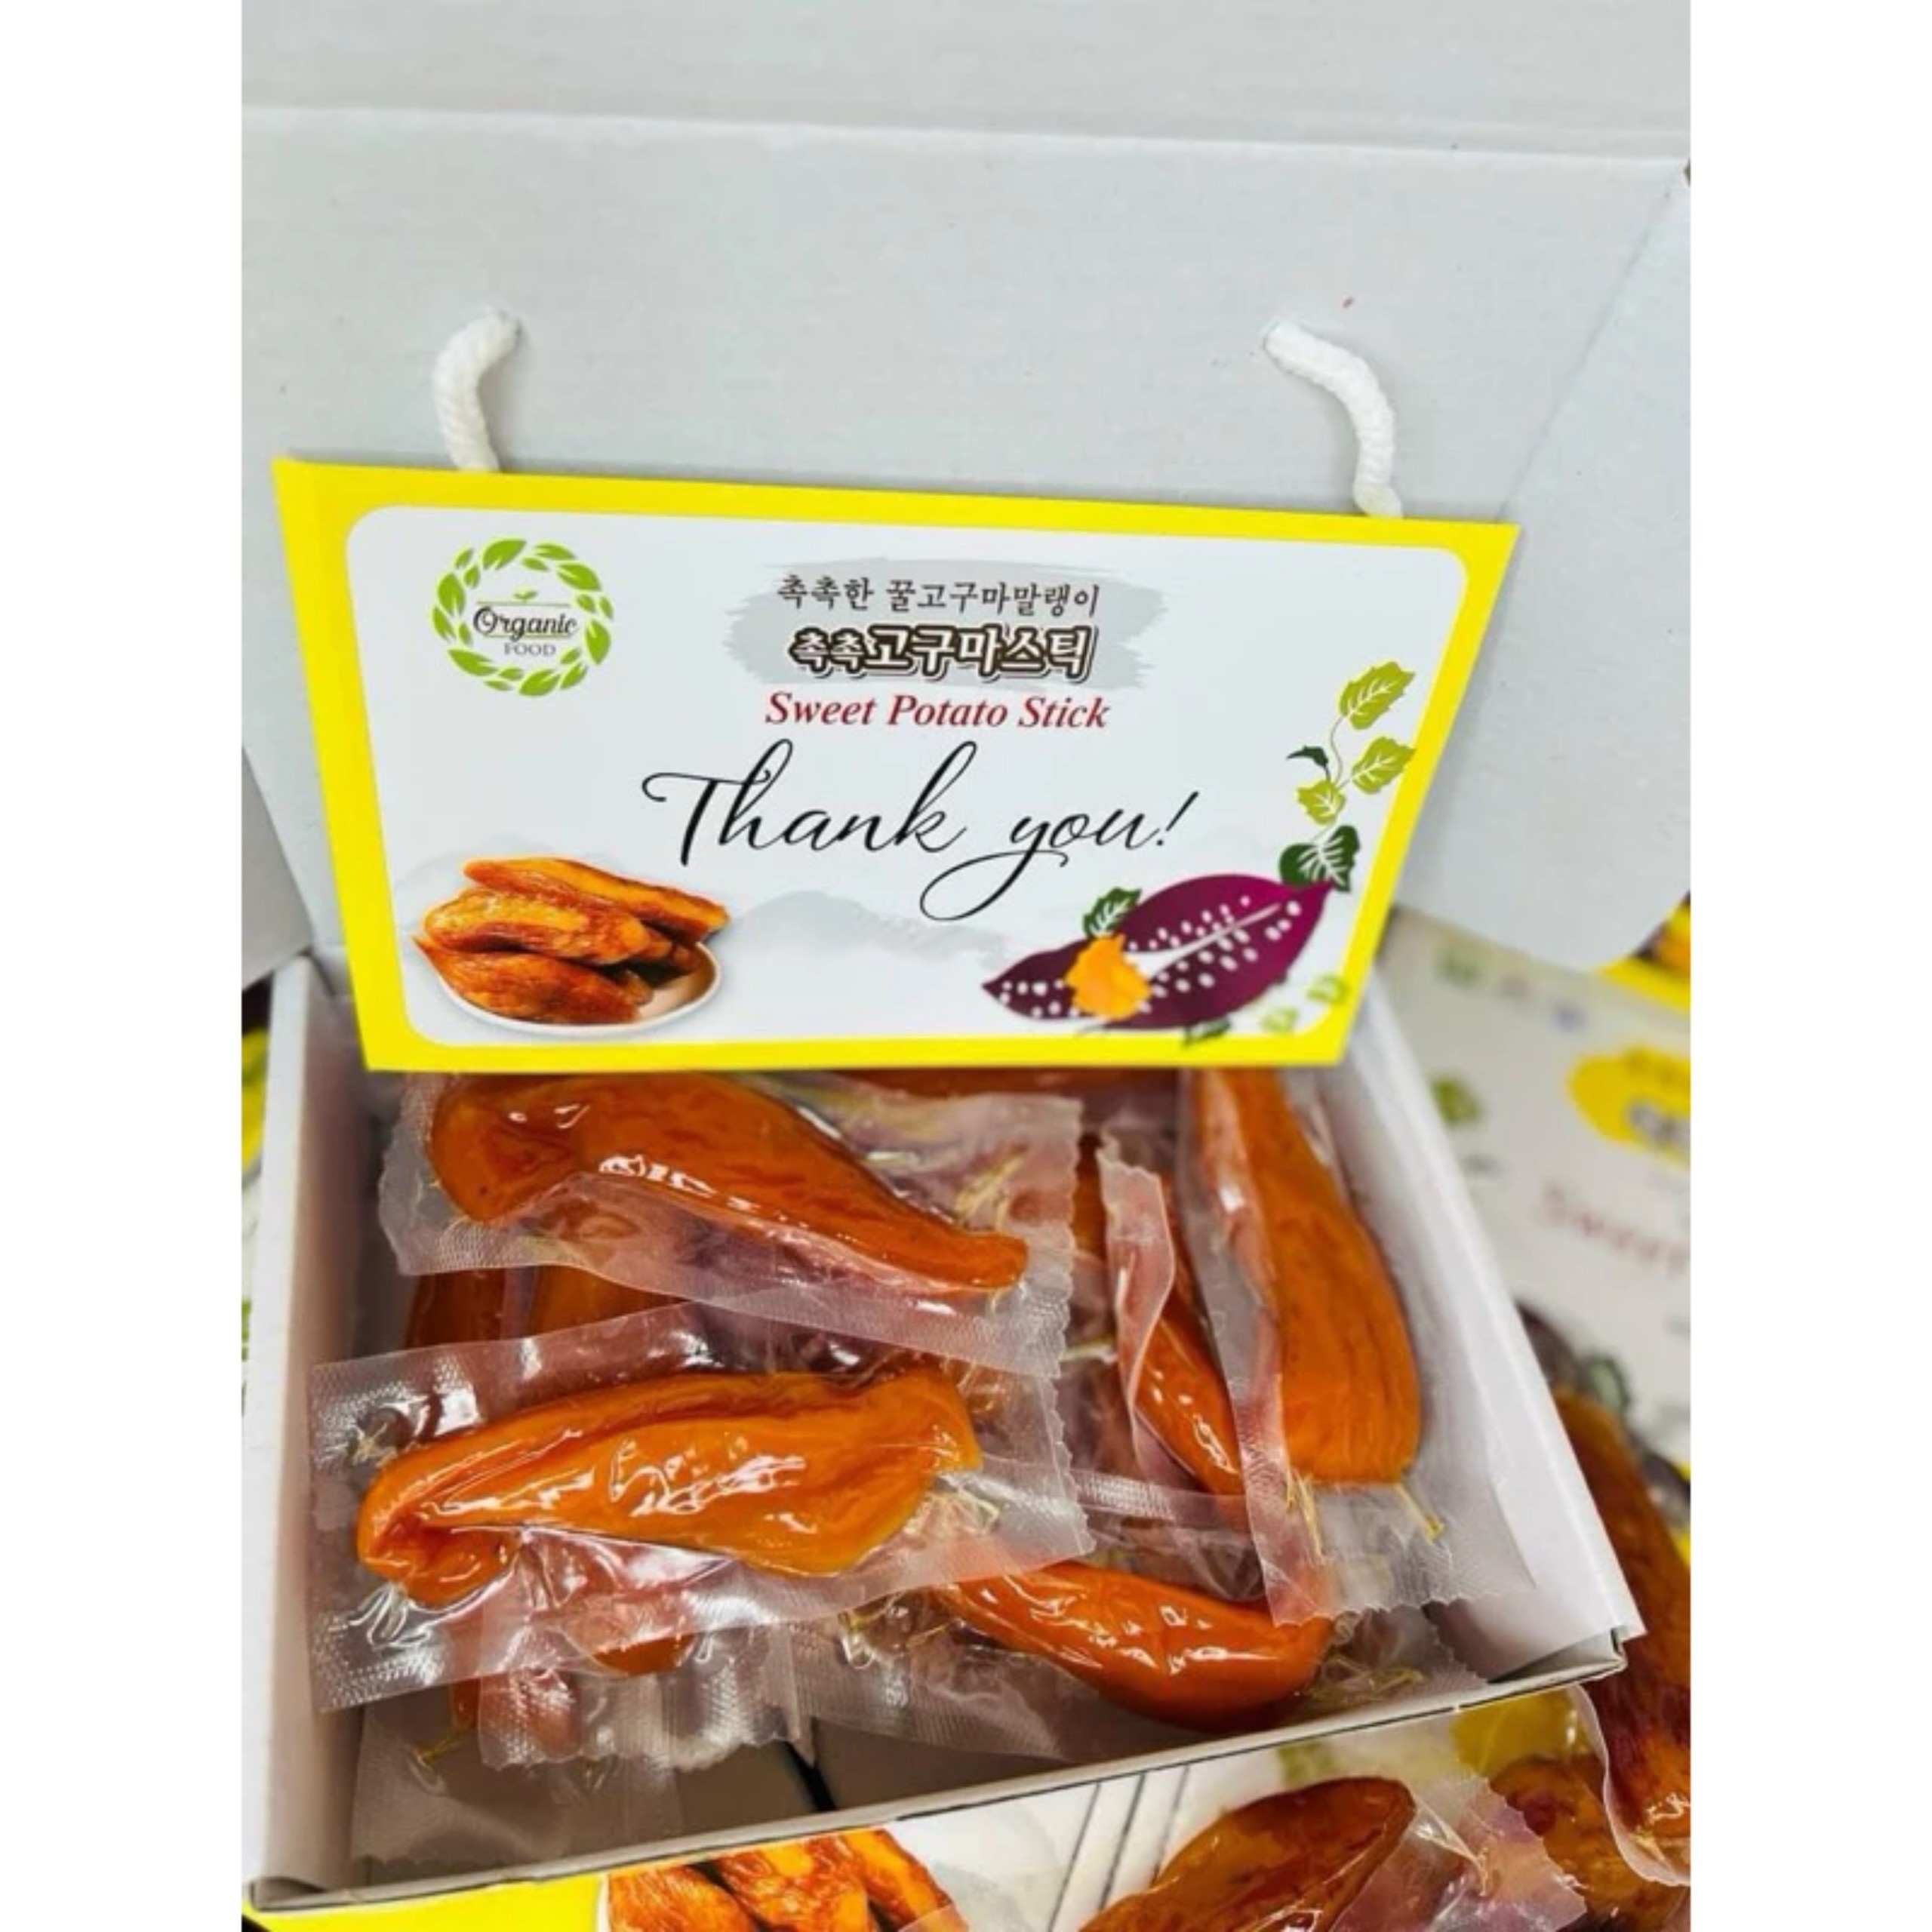 Organic
FOOD
촉촉한 꿀고구마말랭이
촉촉고구마스틱
Sweet Potato Stick
Thank you!
Sweet